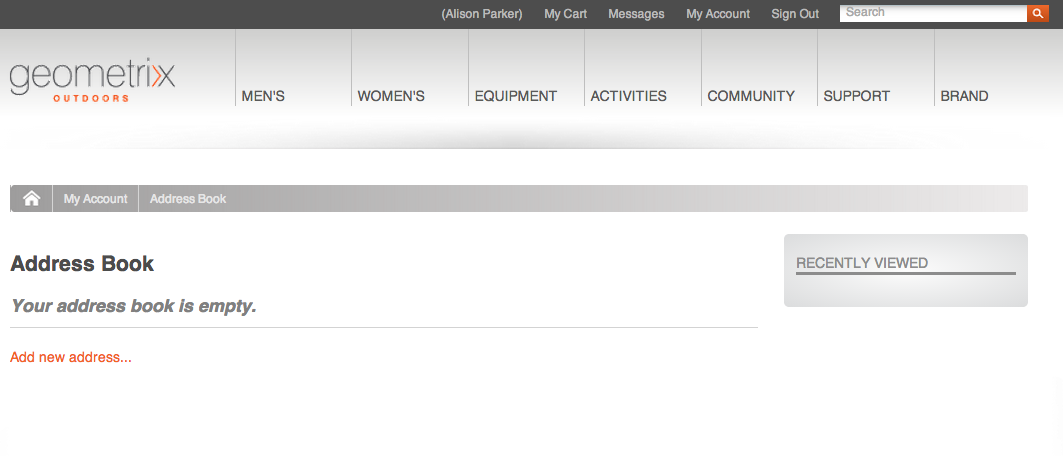 (Alison Parker) My Cart Messages My Account Sign Out Search
geometrixx
OUTDOORS
MEN'S WOMEN'S EQUIPMENT ACTIVITIES COMMUNITY SUPPORT BRAND
My Account Address Book
Address Book
RECENTLY VIEWED
Your address book is empty.
Add new address...